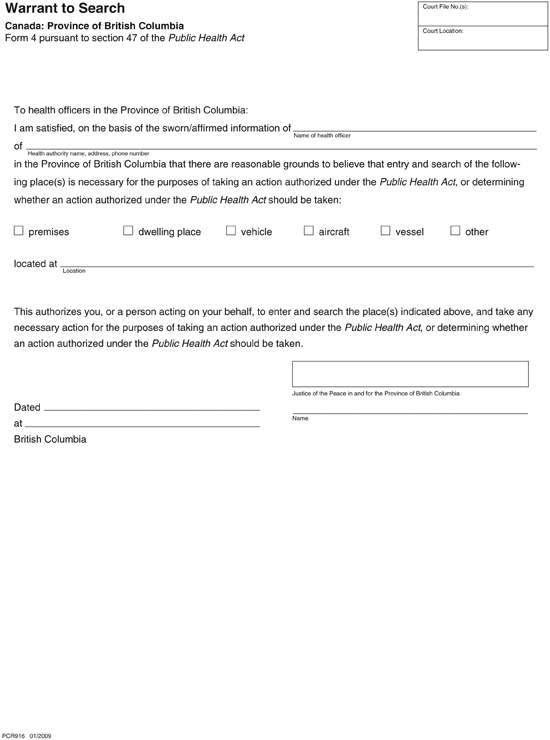 Warrant to Search
Canada: Province of British Columbia
Form 4 pursuant to section 47 of the Public Health Act
Court File No.(s):
Court Location:
To health officers in the Province of British Columbia:
I am satisfied, on the basis of the sworn/affirmed information of
Name of health officer
of
Health authority name, address, phone number
in the Province of British Columbia that there are reasonable grounds to believe that entry and search of the follow-
ing place(s) is necessary for the purposes of taking an action authorized under the Public Health Act, or determining
whether an action authorized under the Public Health Act should be taken:
premises dwelling place vehicle aircraft vessel other
located at
Location
This authorizes you, or a person acting on your behalf, to enter and search the place(s) indicated above, and take any
necessary action for the purposes of taking an action authorized under the Public Health Act, or determining whether
an action authorized under the Public Health Act should be taken.
Justice of the Peace in and for the Province of British Columbia
Dated
Name
at
British Columbia
PCR916 01/2009